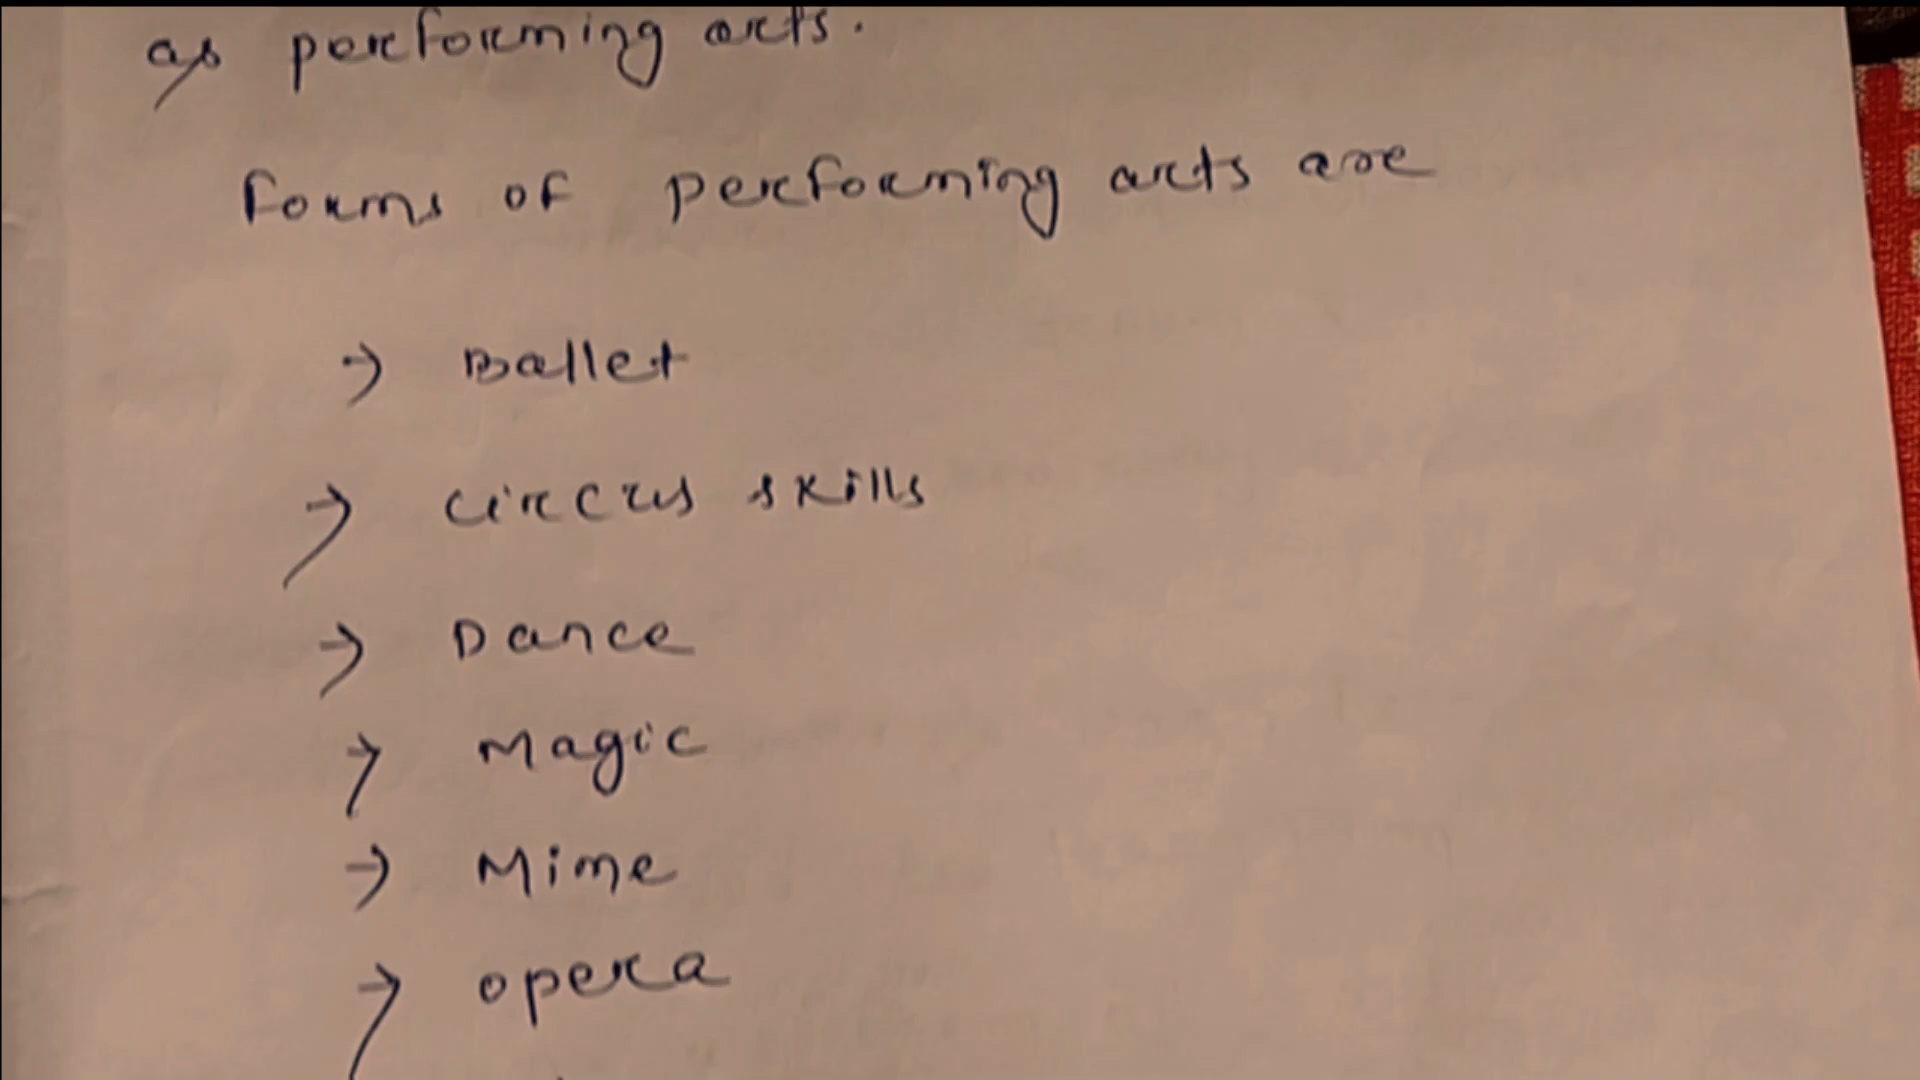 as performing arts.
forms of performing arts are
→ Ballet
→ circus skills
→ Dance
→ Magic
→ Mime
→ opera